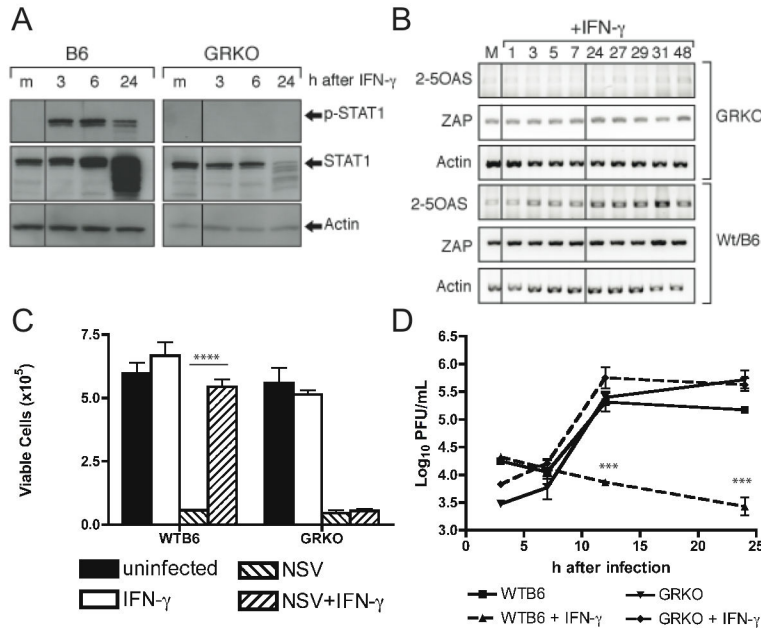 A
B6 GRKO
m 3 6 24 m 3 6 24 h after IFN-γ
p-STAT1
STAT1
Actin
B
+IFN-γ
M 1 3 5 7 24 27 29 31 48
2-5OAS
ZAP
Actin
GRKO
2-5OAS
ZAP
Actin
Wt/B6
C
Viable Cells (x10⁵)
7.5
5.0
2.5
0.0
****
WTB6 GRKO
uninfected NSV
IFN-γ NSV+IFN-γ
D
Log₁₀ PFU/mL
6.5
6.0
5.5
5.0
4.5
4.0
3.5
3.0
*** ***
0 5 10 15 20 25
h after infection
WTB6 GRKO
WTB6 + IFN-γ GRKO + IFN-γ